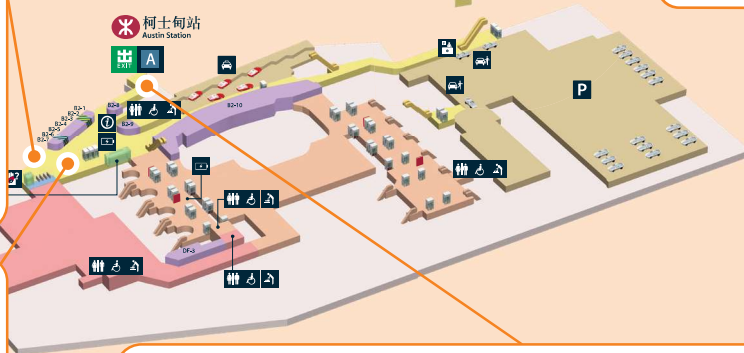 柯士甸站
Austin Station
出
EXIT
A
B2-1
B2-2
B2-3
B2-4
B2-5
B2-6
B2-7
B2-8
B2-9
B2-10
P
?
DF-3